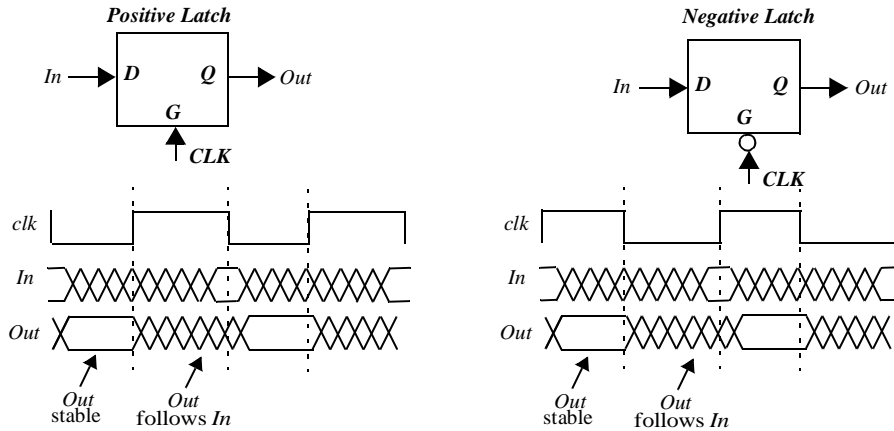 Positive Latch
In
D
Q
Out
G
CLK
clk
In
Out
Out
stable
Out
follows In
Negative Latch
In
D
Q
Out
G
CLK
clk
In
Out
Out
stable
Out
follows In